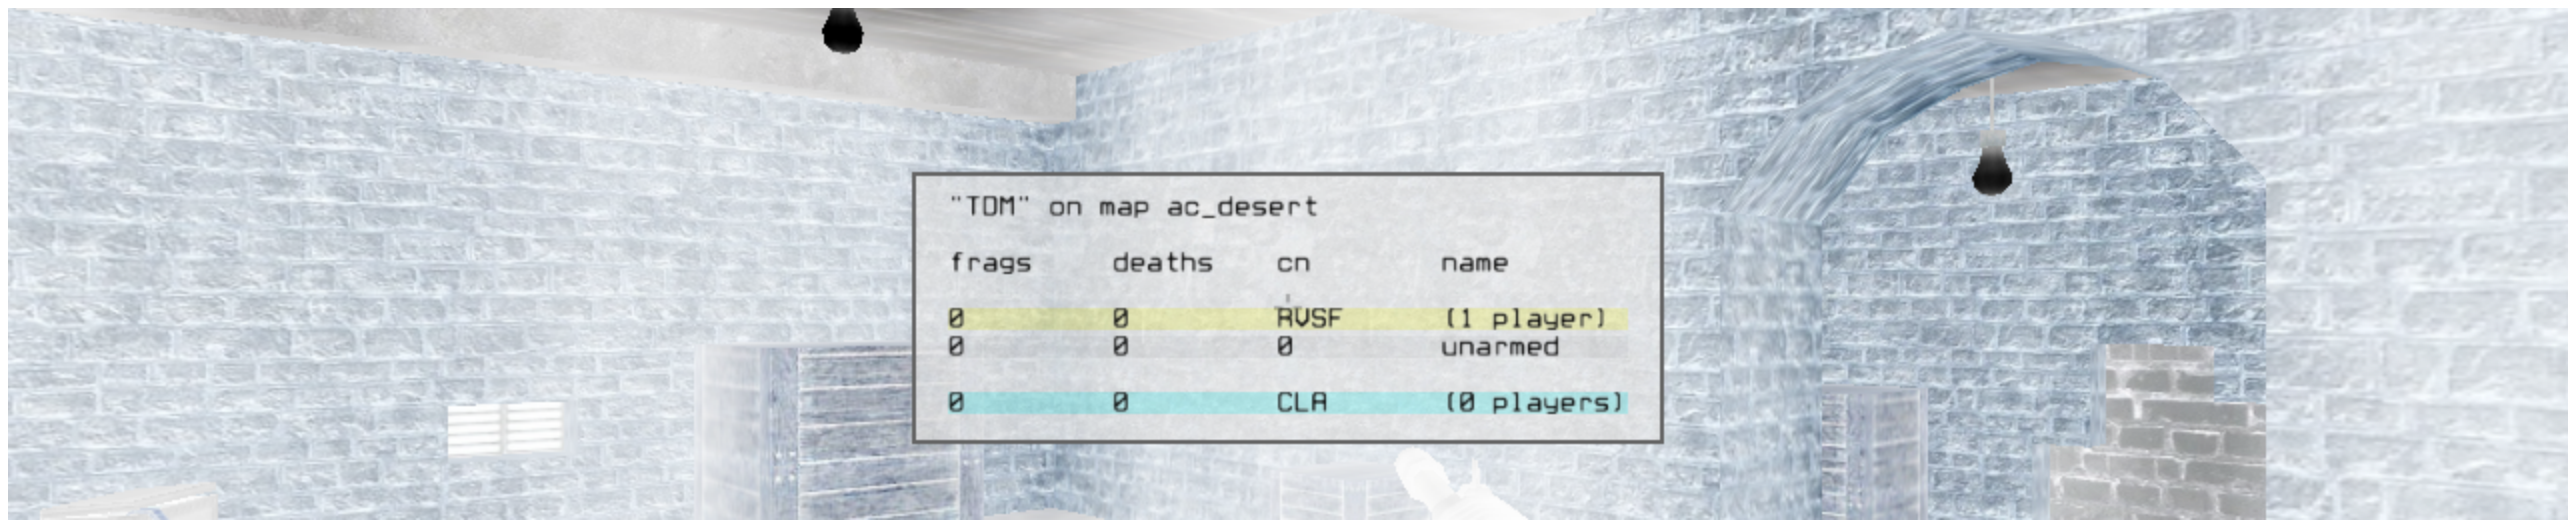 "TDM" on map ac_desert
frags deaths cn name
0 0 RVSF (1 player)
0 0 0 unarmed
0 0 CLA (0 players)